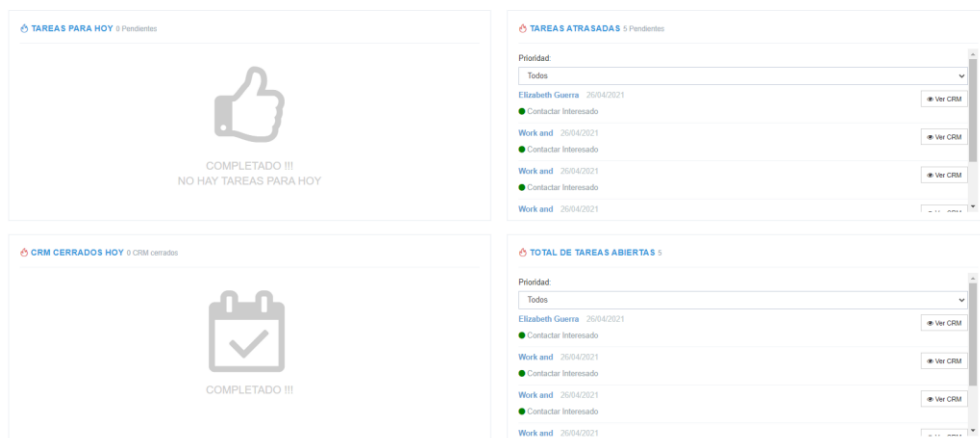 TAREAS PARA HOY 0 Pendientes
COMPLETADO !!!
NO HAY TAREAS PARA HOY
TAREAS ATRASADAS 5 Pendientes
Prioridad:
Todos
Elizabeth Guerra 26/04/2021
Ver CRM
Contactar Interesado
Work and 26/04/2021
Ver CRM
Contactar Interesado
Work and 26/04/2021
Ver CRM
Contactar Interesado
Work and 26/04/2021
CRM CERRADOS HOY 0 CRM cerrados
COMPLETADO !!!
TOTAL DE TAREAS ABIERTAS 5
Prioridad:
Todos
Elizabeth Guerra 26/04/2021
Ver CRM
Contactar Interesado
Work and 26/04/2021
Ver CRM
Contactar Interesado
Work and 26/04/2021
Ver CRM
Contactar Interesado
Work and 26/04/2021